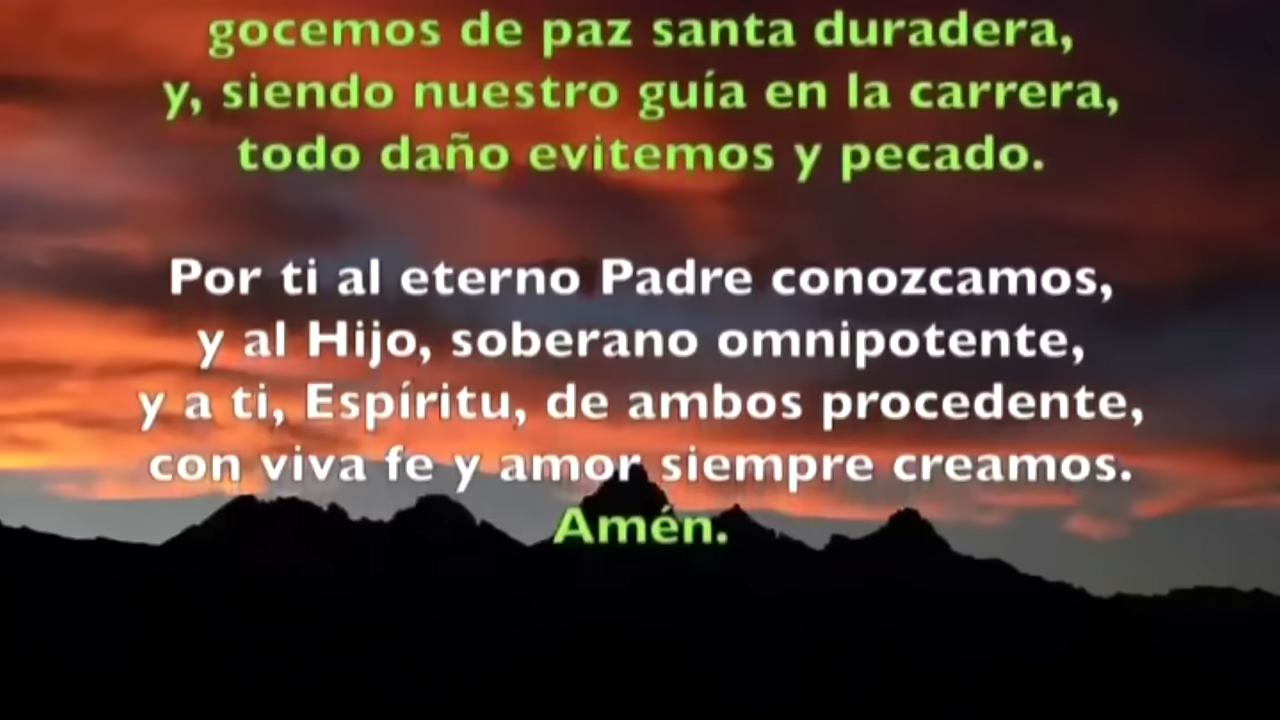 gocemos de paz santa duradera,
y, siendo nuestro guía en la carrera,
todo daño evitemos y pecado.
Por ti al eterno Padre conozcamos,
y al Hijo, soberano omnipotente,
y a ti, Espíritu, de ambos procedente,
con viva fe y amor siempre creamos.
Amén.